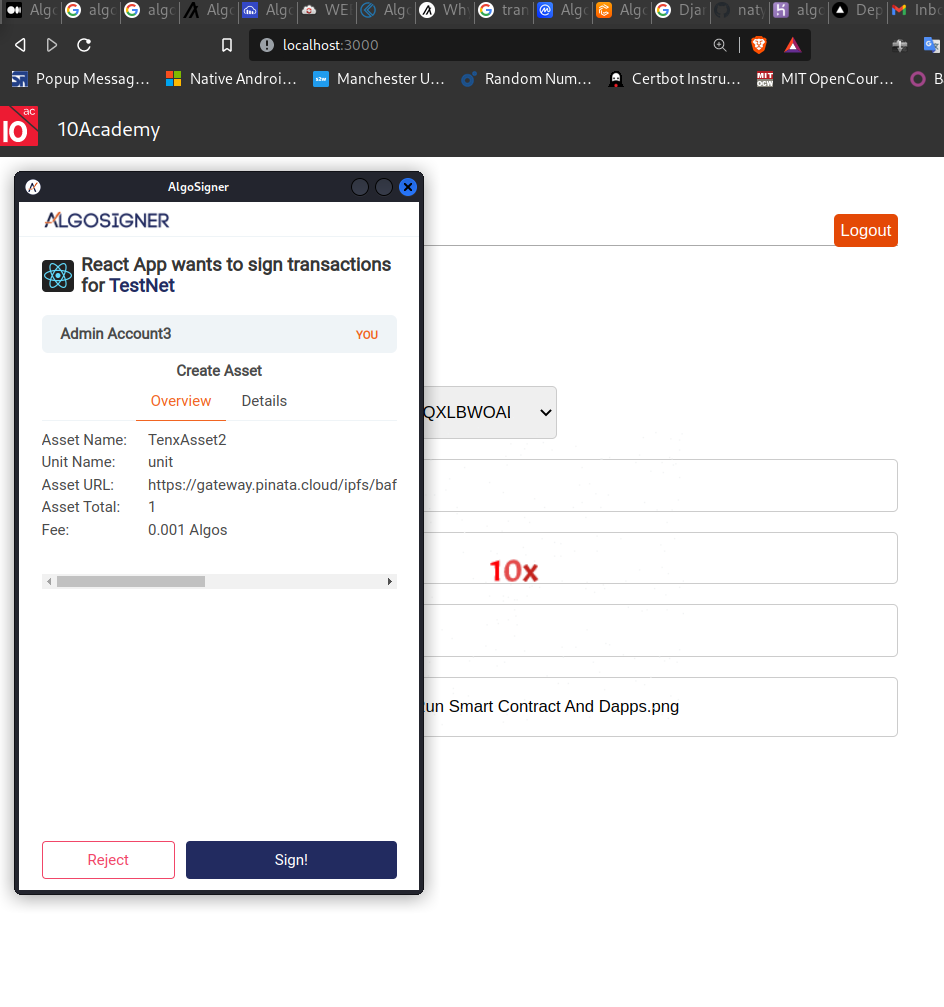 Algo algo algo Algo Algo WE Algo Why tran Algo Algo Djar naty algo Dep Inbo
localhost:3000
Popup Messag… Native Androi… Manchester U… Random Num… Certbot Instru… MIT OpenCour… B
10 ac 10Academy
AlgoSigner
ALGOSIGNER
Logout
React App wants to sign transactions
for TestNet
Admin Account3 YOU
Create Asset
Overview Details
QXLBWOAI
Asset Name: TenxAsset2
Unit Name: unit
Asset URL: https://gateway.pinata.cloud/ipfs/baf
Asset Total: 1
Fee: 0.001 Algos
10x
un Smart Contract And Dapps.png
Reject Sign!